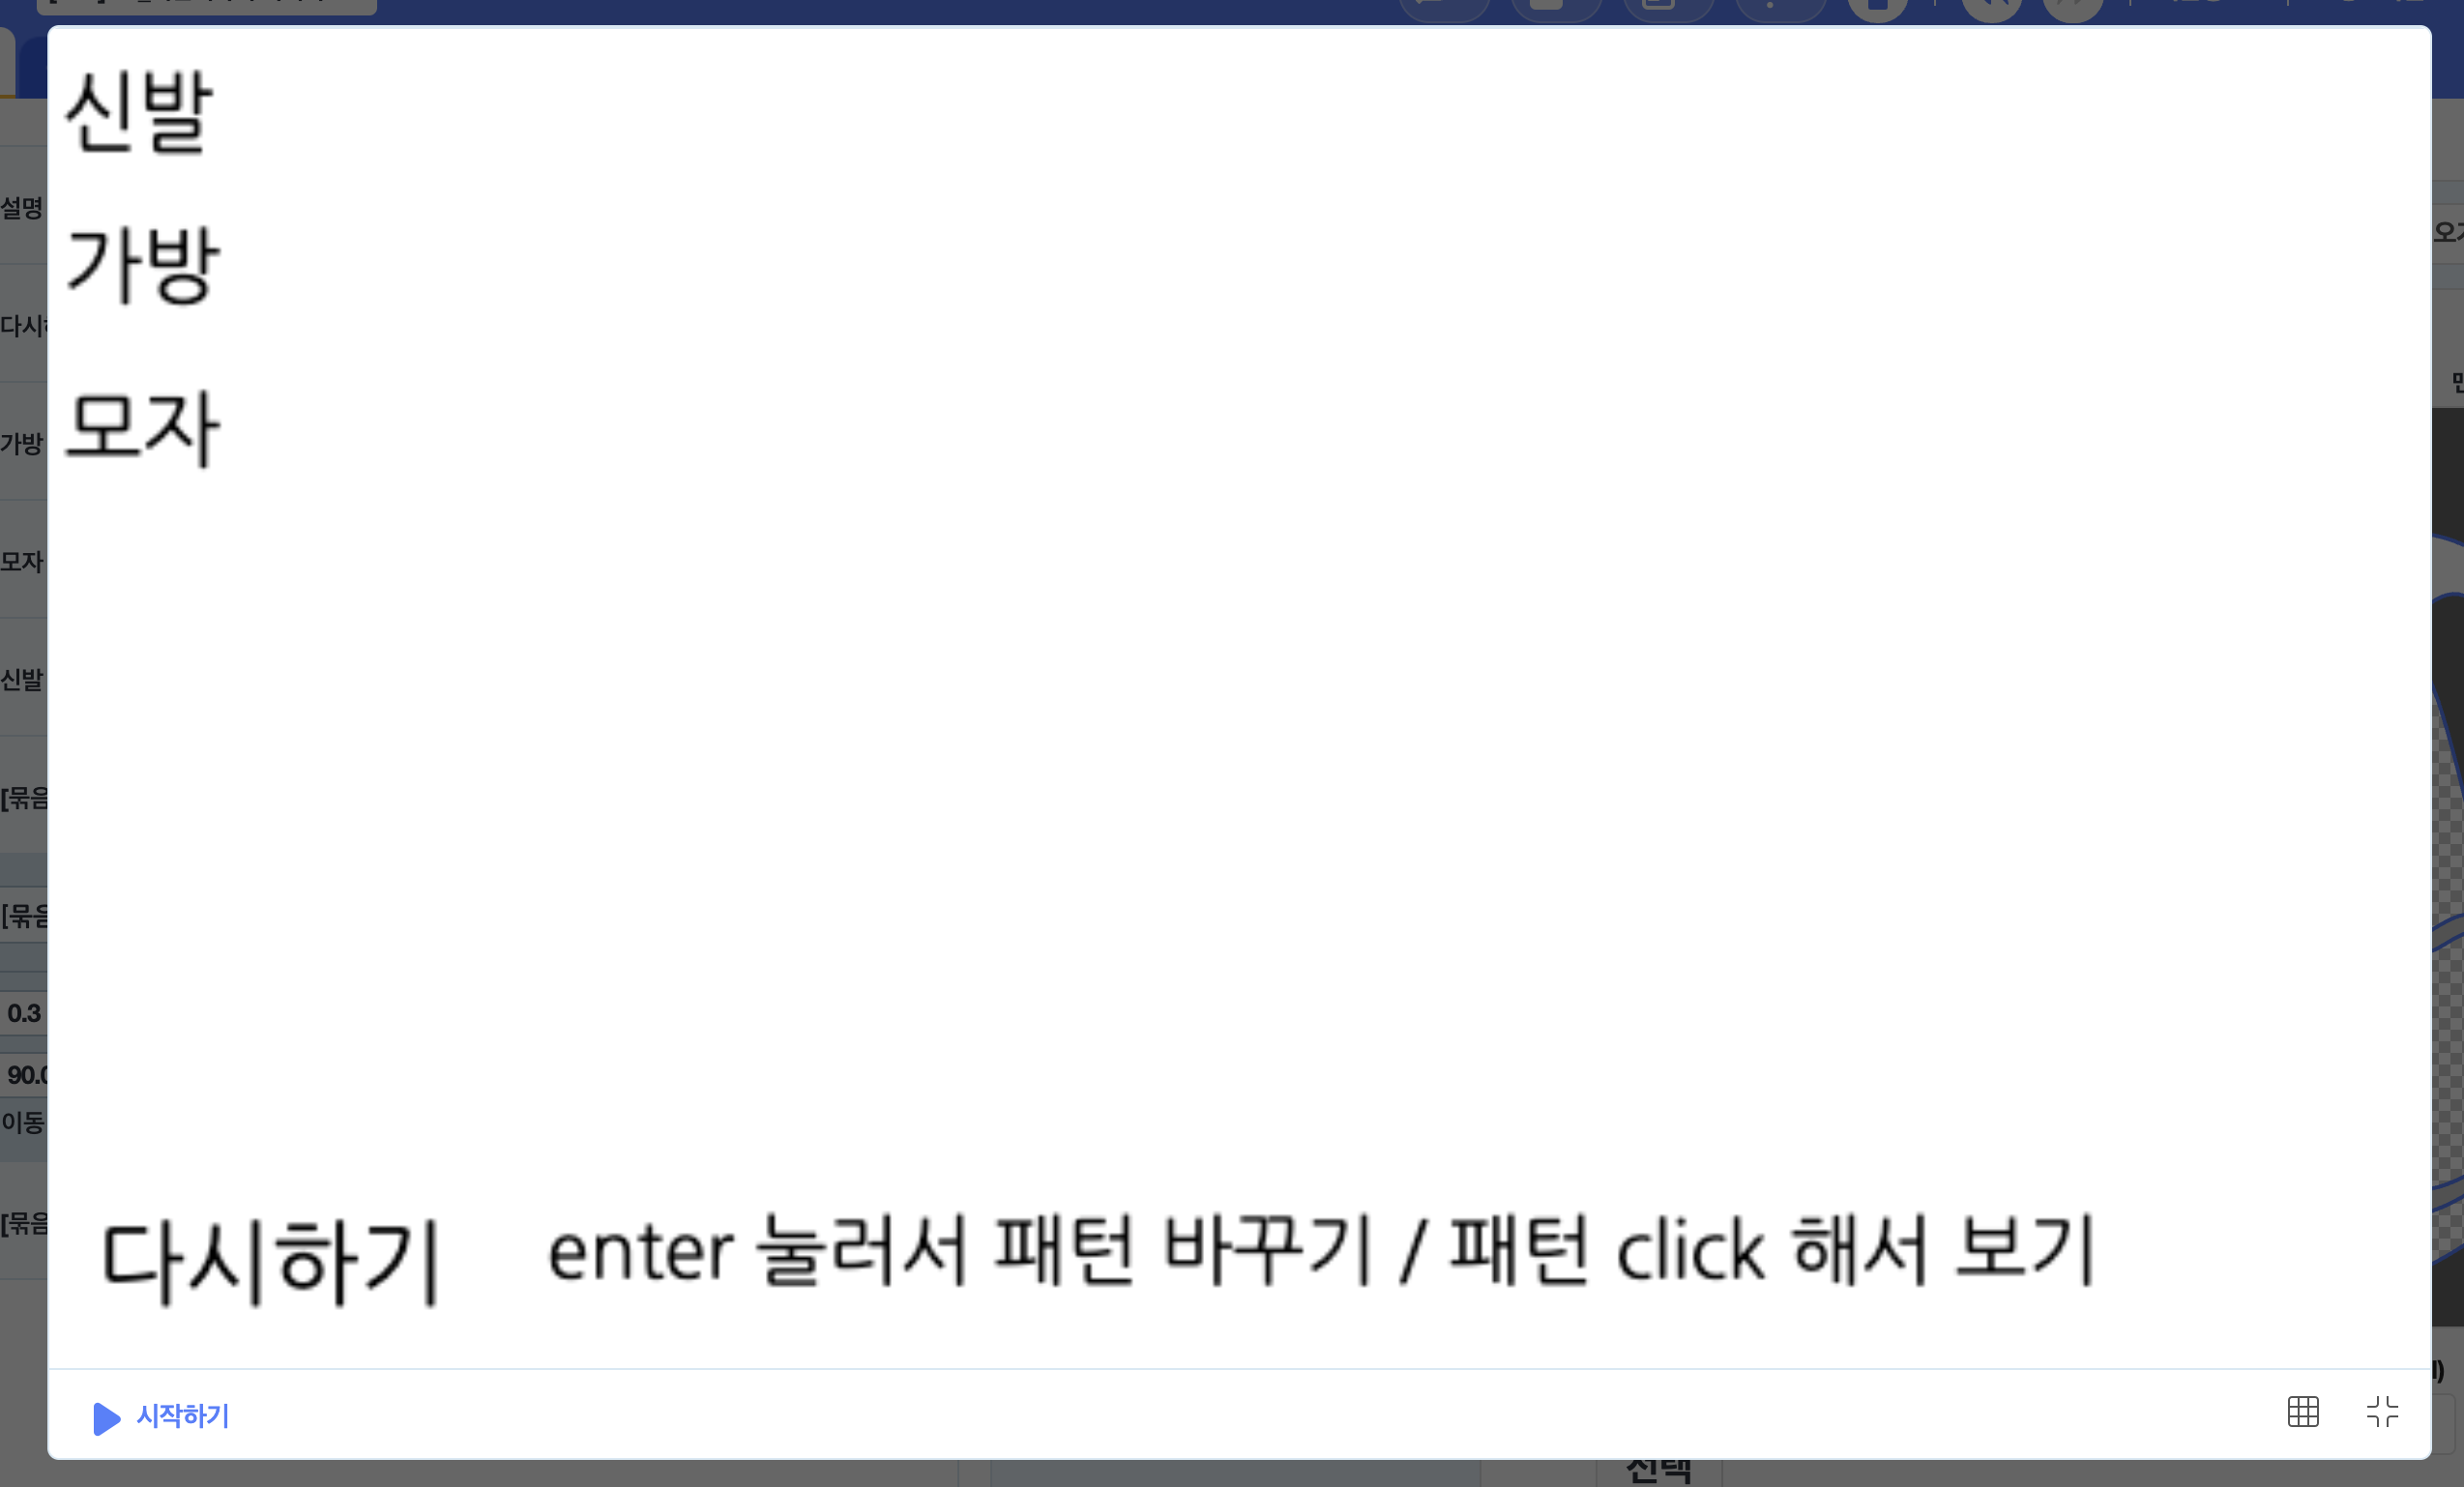 신발
설명
가방
다시
모자
가방
모자
신발
[묶음
[묶음
0.3
90.0
이동
[묶음
다시하기 enter 눌러서 패턴 바꾸기 / 패턴 click 해서 보기
시작하기
선택